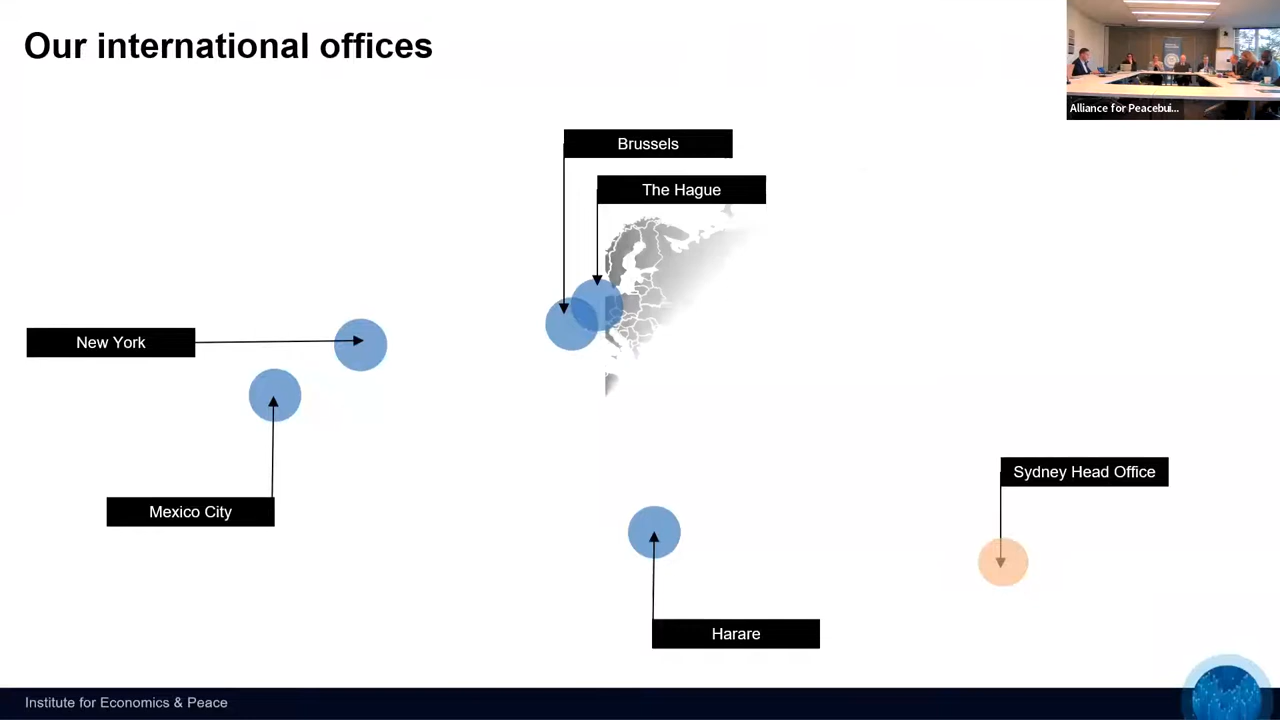 Our international offices
Alliance for Peacebui...
Brussels
The Hague
New York
Mexico City
Sydney Head Office
Harare
Institute for Economics & Peace